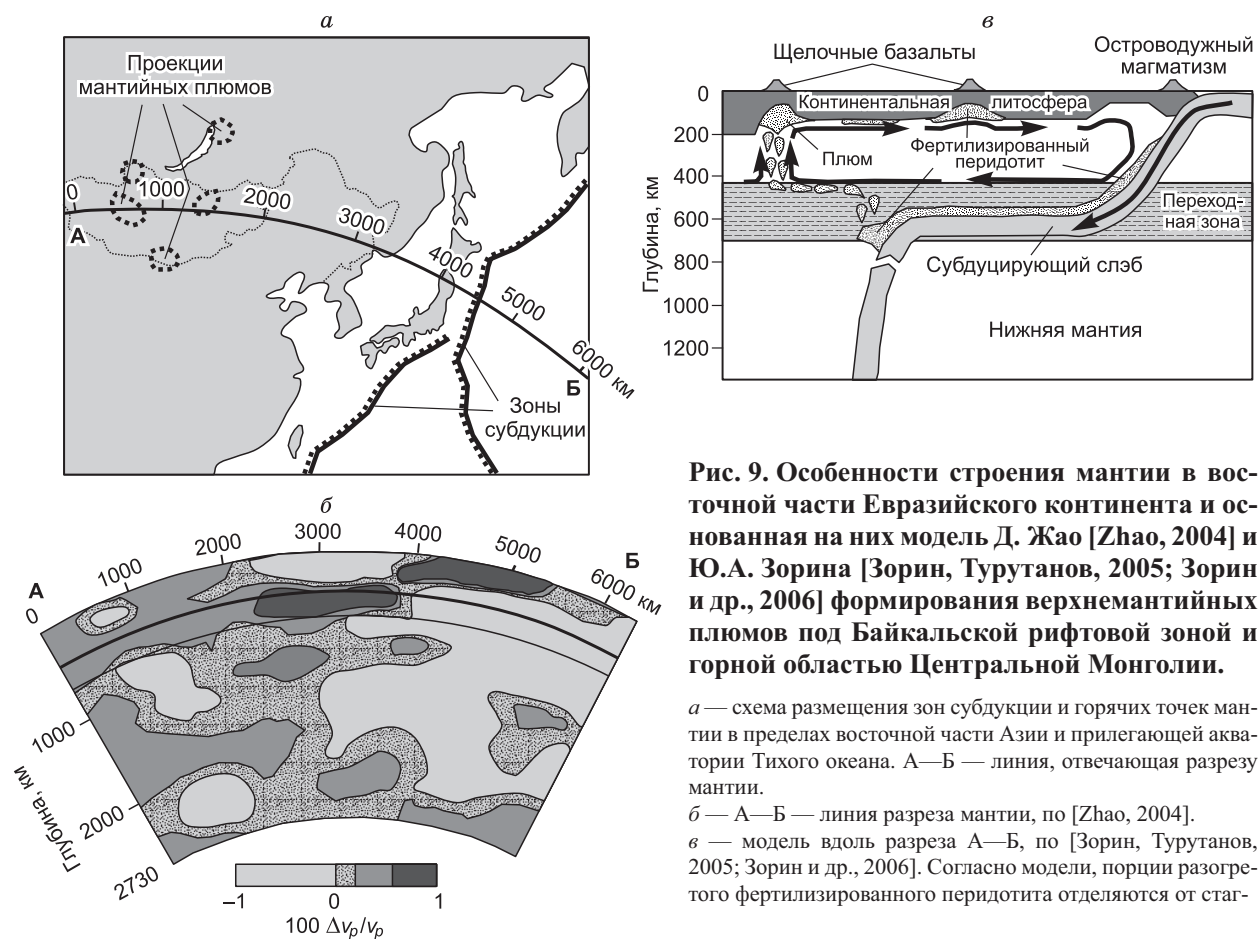 а
Проекции
мантийных плюмов
0
1000
2000
3000
4000
5000
6000 км
А
Б
Зоны
субдукции
б
А
Б
0
1000
2000
3000
4000
5000
6000 км
1000
2000
2730
Глубина, км
–1
0
1
100 Δvp/vp
в
Щелочные базальты
Островодужный
магматизм
Континентальная литосфера
Плюм
Фертилизированный
перидотит
Переход-
ная зона
Субдуцирующий слэб
Нижняя мантия
0
200
400
600
800
1000
1200
Глубина, км
Рис. 9. Особенности строения мантии в вос-
точной части Евразийского континента и ос-
нованная на них модель Д. Жао [Zhao, 2004] и
Ю.А. Зорина [Зорин, Турутанов, 2005; Зорин
и др., 2006] формирования верхнемантийных
плюмов под Байкальской рифтовой зоной и
горной областью Центральной Монголии.
а — схема размещения зон субдукции и горячих точек ман-
тии в пределах восточной части Азии и прилегающей аква-
тории Тихого океана. А—Б — линия, отвечающая разрезу
мантии.
б — А—Б — линия разреза мантии, по [Zhao, 2004].
в — модель вдоль разреза А—Б, по [Зорин, Турутанов,
2005; Зорин и др., 2006]. Согласно модели, порции разогре-
того фертилизированного перидотита отделяются от стаг-